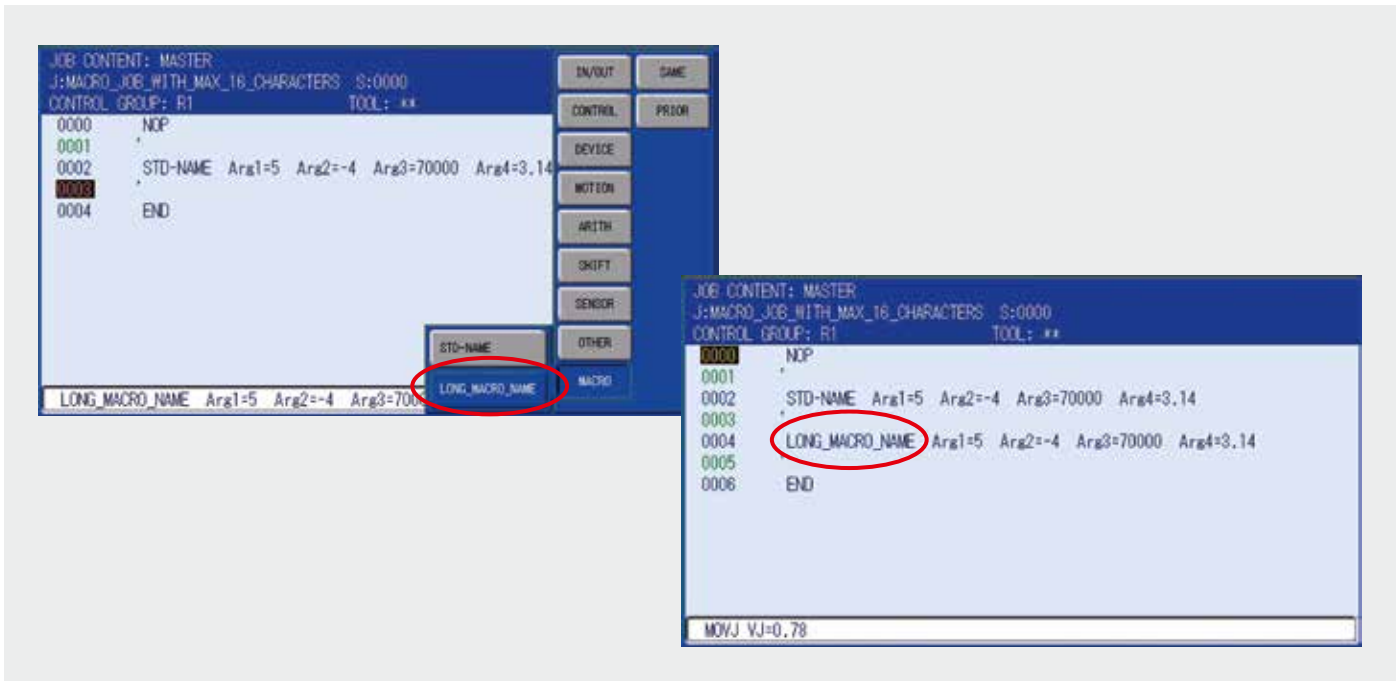 JOB CONTENT: MASTER
J:MACRO_JOB_WITH_MAX_16_CHARACTERS S:0000
CONTROL GROUP: R1 TOOL: **
0000 NOP
0001 '
0002 STD-NAME Arg1=5 Arg2=-4 Arg3=70000 Arg4=3.14
0003 '
0004 END
STD-NAME
LONG_MACRO_NAME
LONG_MACRO_NAME Arg1=5 Arg2=-4 Arg3=700
IN/OUT
CONTROL
DEVICE
MOTION
ARITH
SHIFT
SENSOR
OTHER
MACRO
SAME
PRIOR
JOB CONTENT: MASTER
J:MACRO_JOB_WITH_MAX_16_CHARACTERS S:0000
CONTROL GROUP: R1 TOOL: **
0000 NOP
0001 '
0002 STD-NAME Arg1=5 Arg2=-4 Arg3=70000 Arg4=3.14
0003 '
0004 LONG_MACRO_NAME Arg1=5 Arg2=-4 Arg3=70000 Arg4=3.14
0005 '
0006 END
MOVJ VJ=0.78